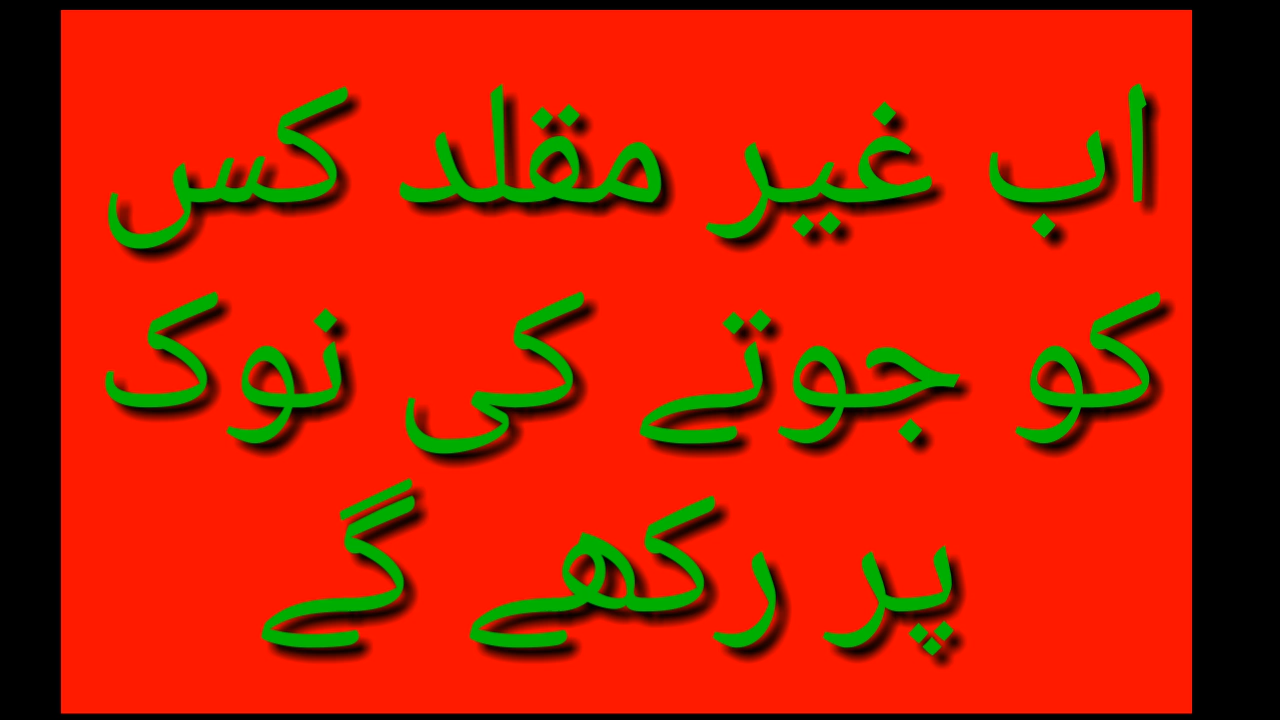 اب غیر مقلد کس
کو جوتے کی نوک
پر رکھے گے